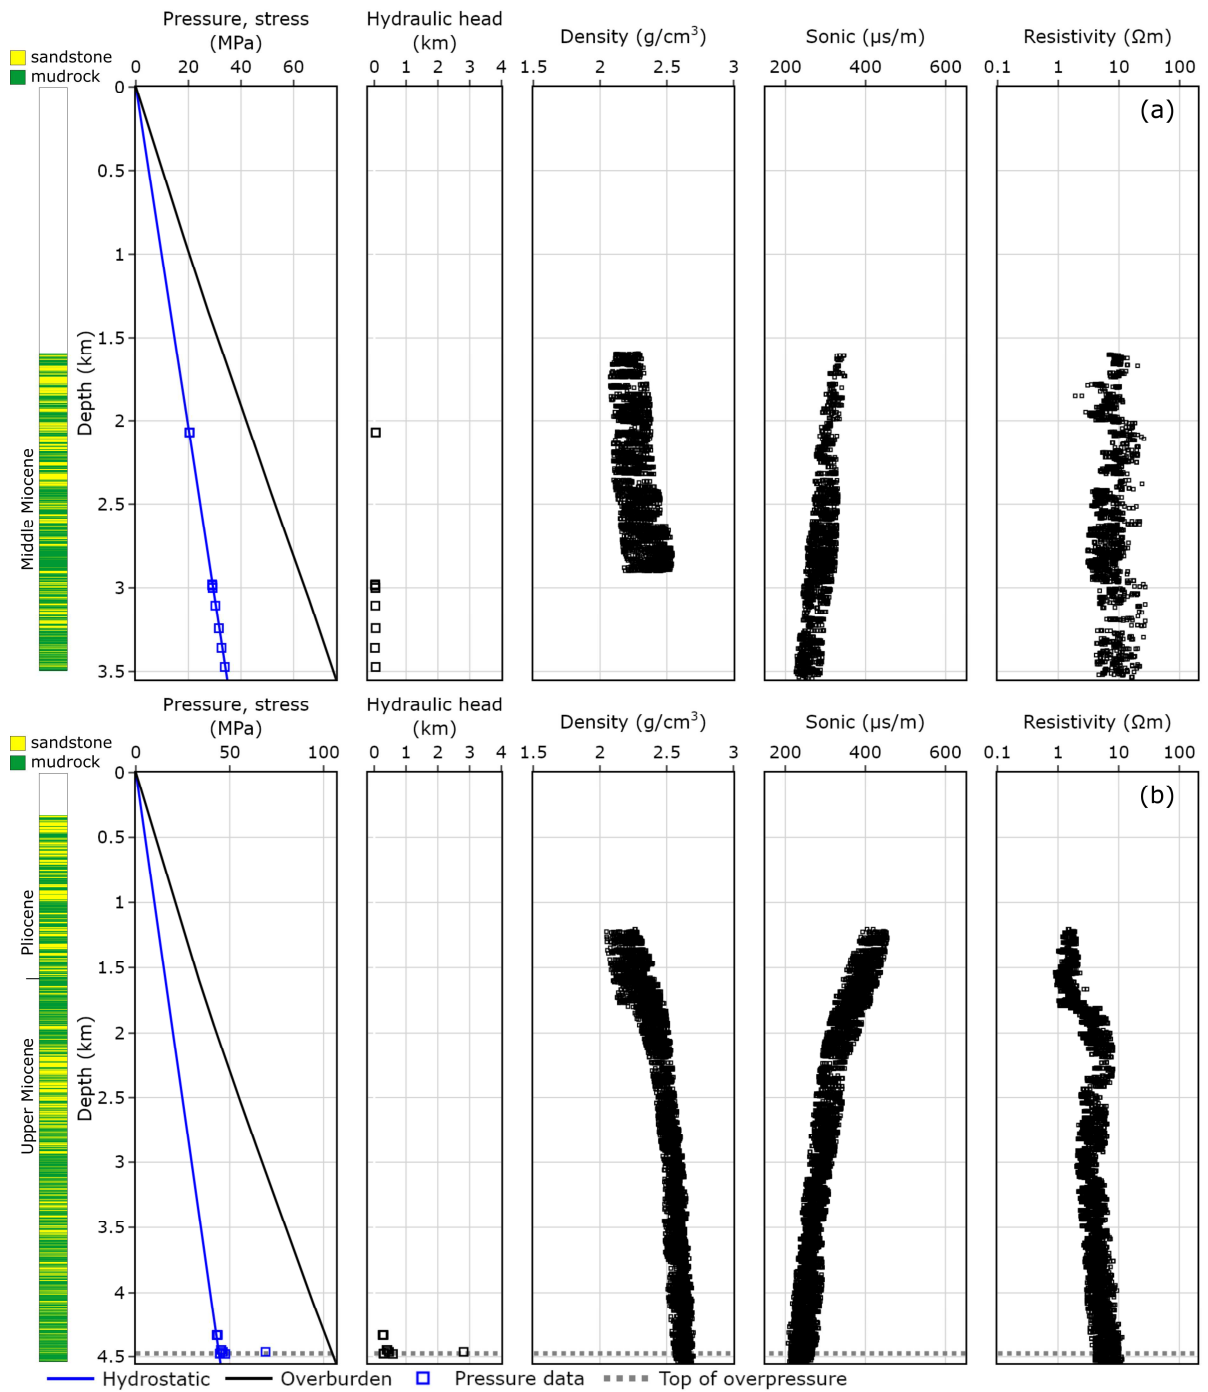 Pressure, stress (MPa)
Hydraulic head (km)
Density (g/cm³)
Sonic (µs/m)
Resistivity (Ωm)
sandstone
mudrock
0 20 40 60
0 1 2 3 4
1.5 2 2.5 3
200 400 600
0.1 1 10 100
(a)
0
0.5
1
1.5
2
2.5
3
3.5
Depth (km)
Middle Miocene
Pressure, stress (MPa)
Hydraulic head (km)
Density (g/cm³)
Sonic (µs/m)
Resistivity (Ωm)
sandstone
mudrock
0 50 100
0 1 2 3 4
1.5 2 2.5 3
200 400 600
0.1 1 10 100
(b)
0
0.5
1
1.5
2
2.5
3
3.5
4
4.5
Depth (km)
Pliocene
Upper Miocene
Hydrostatic
Overburden
Pressure data
Top of overpressure